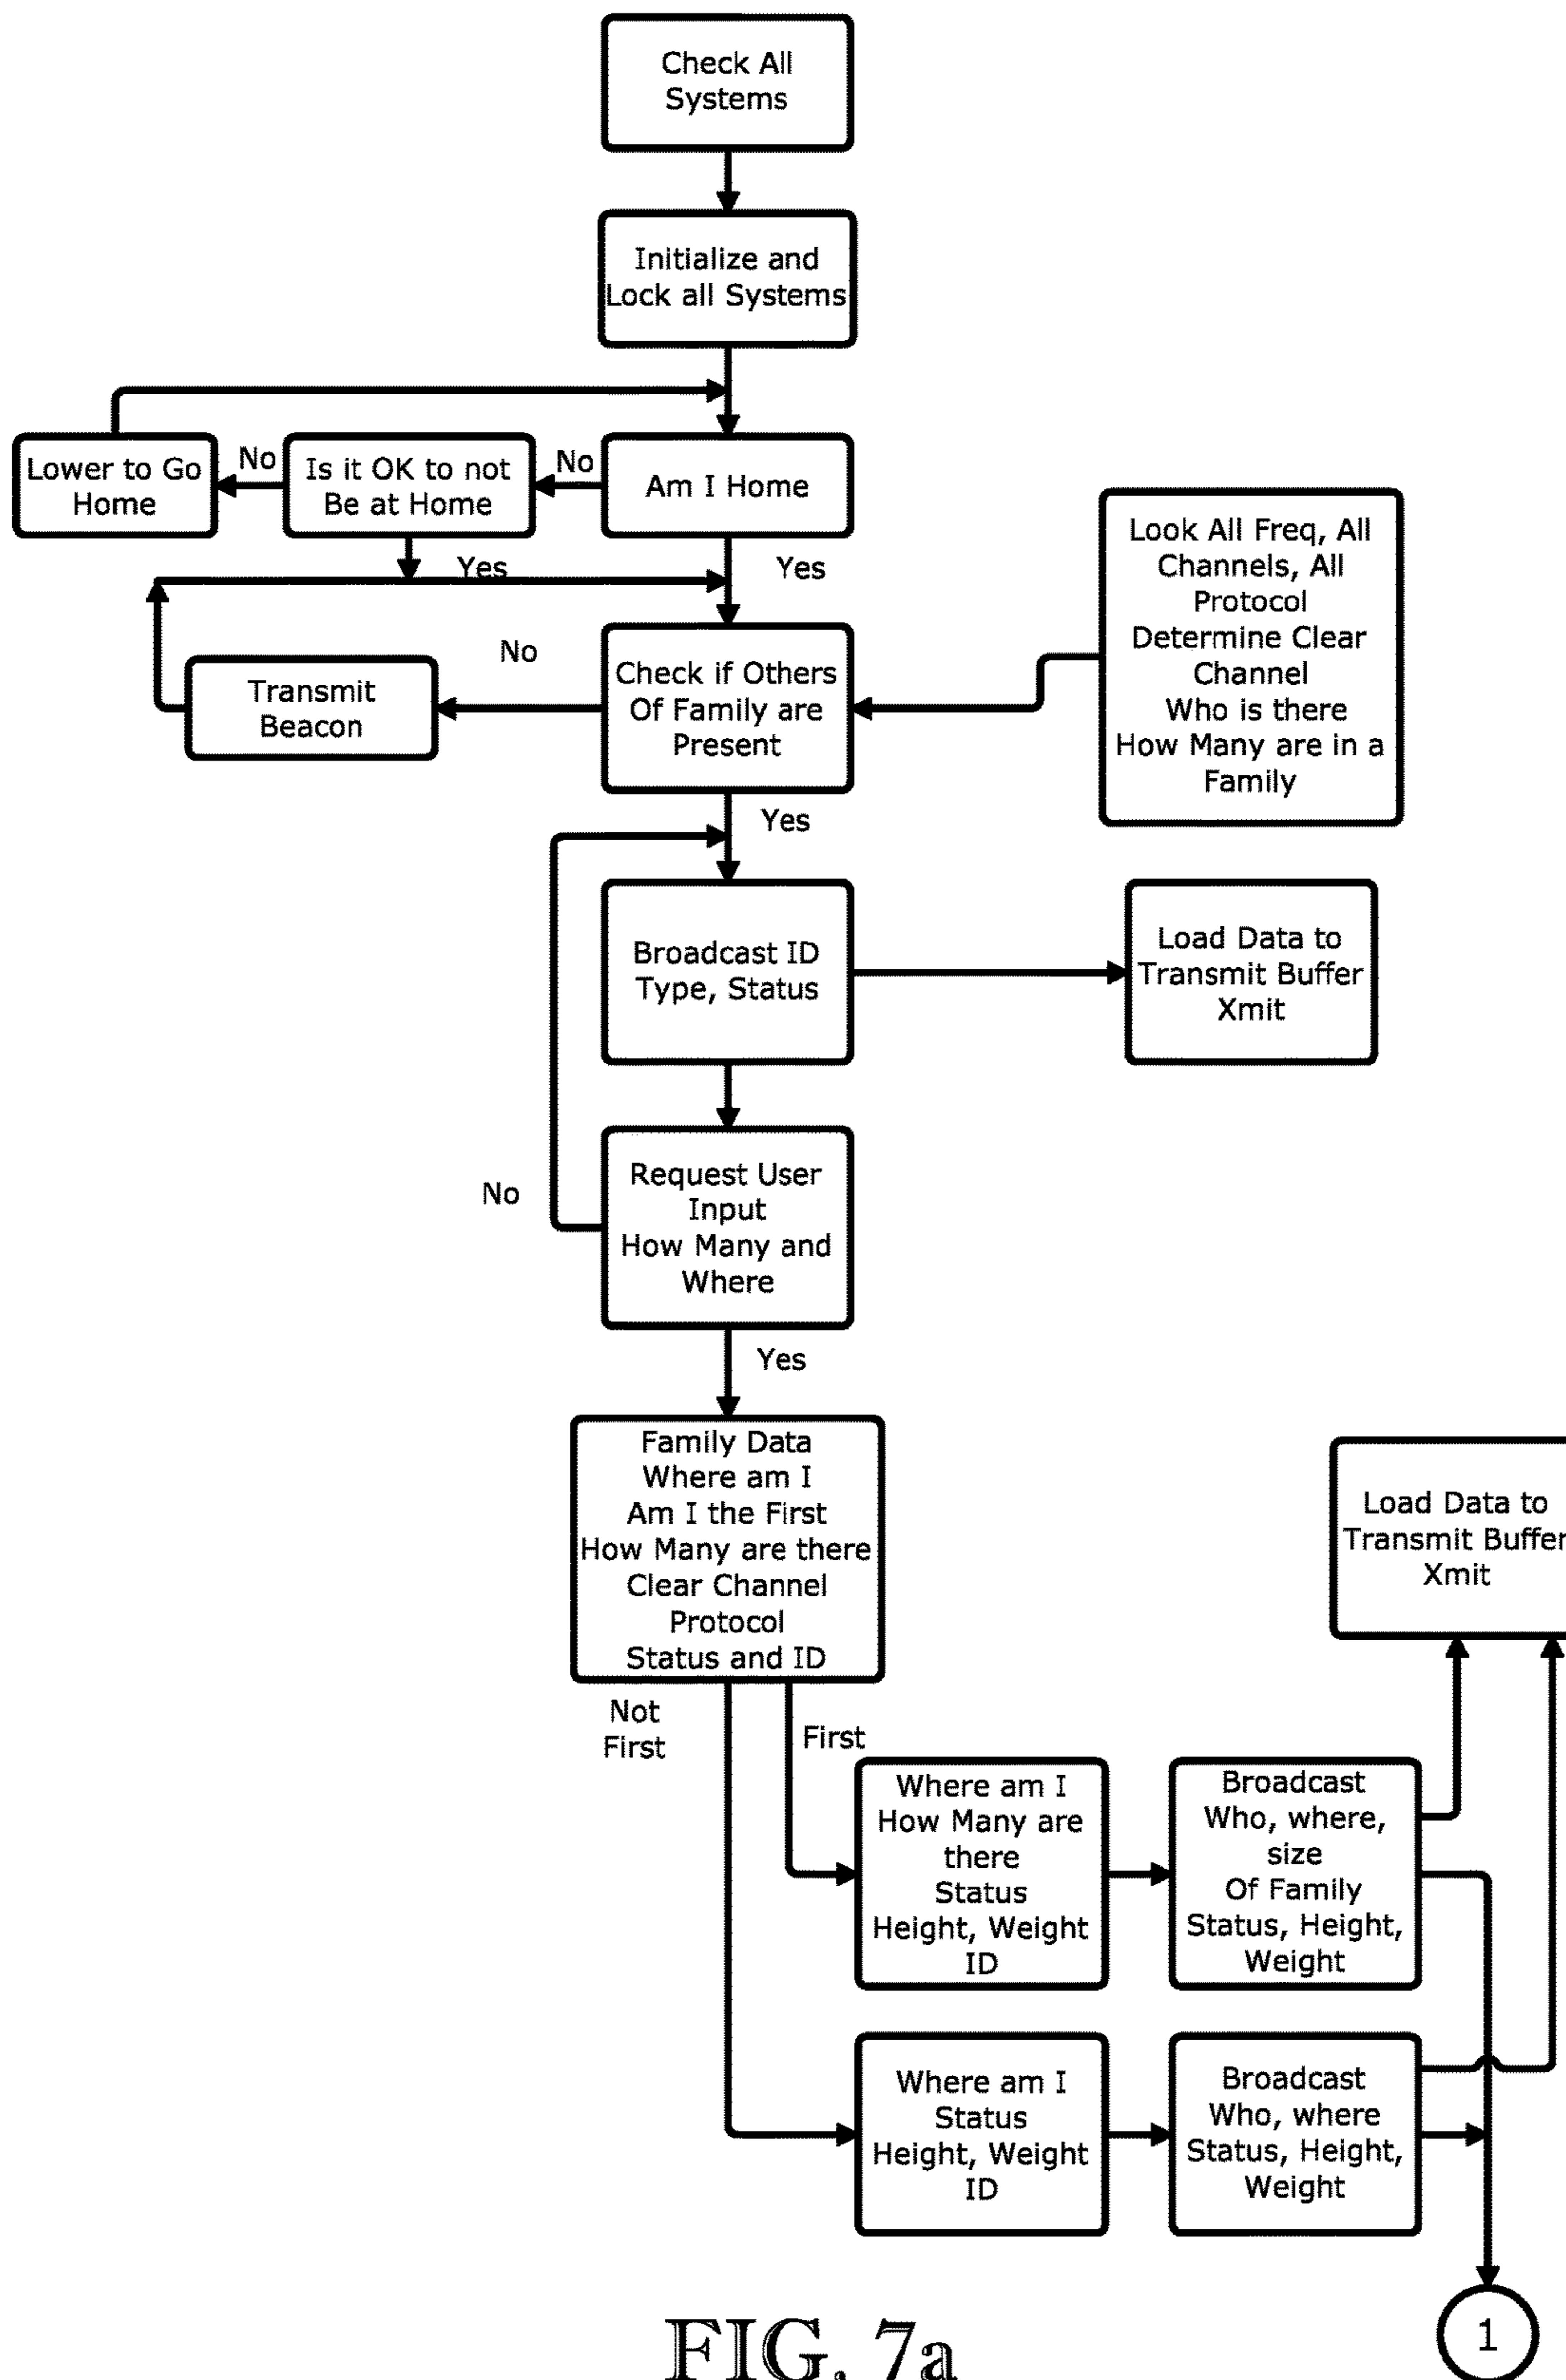 Check All
Systems
Initialize and
Lock all Systems
Lower to Go
Home
No
Is it OK to not
Be at Home
No
Am I Home
Yes
Yes
Look All Freq, All
Channels, All
Protocol
Determine Clear
Channel
Who is there
How Many are in a
Family
No
Transmit
Beacon
Check if Others
Of Family are
Present
Yes
Broadcast ID
Type, Status
Load Data to
Transmit Buffer
Xmit
No
Request User
Input
How Many and
Where
Yes
Family Data
Where am I
Am I the First
How Many are there
Clear Channel
Protocol
Status and ID
Load Data to
Transmit Buffer
Xmit
Not
First
First
Where am I
How Many are
there
Status
Height, Weight
ID
Broadcast
Who, where,
size
Of Family
Status, Height,
Weight
Where am I
Status
Height, Weight
ID
Broadcast
Who, where
Status, Height,
Weight
1
FIG. 7a